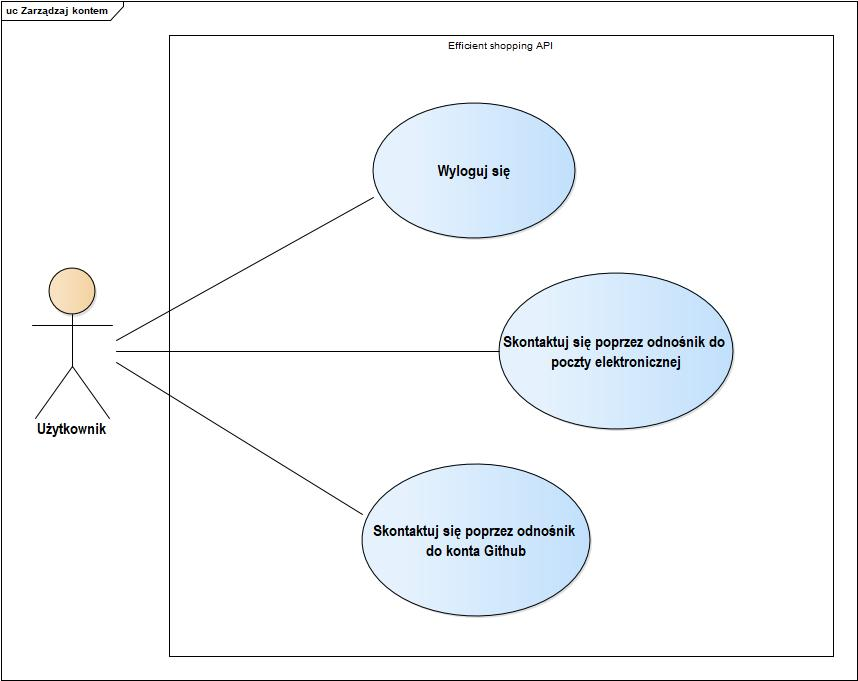 uc Zarządzaj kontem
Efficient shopping API
Wyloguj się
Skontaktuj się poprzez odnośnik do
poczty elektronicznej
Użytkownik
Skontaktuj się poprzez odnośnik
do konta Github